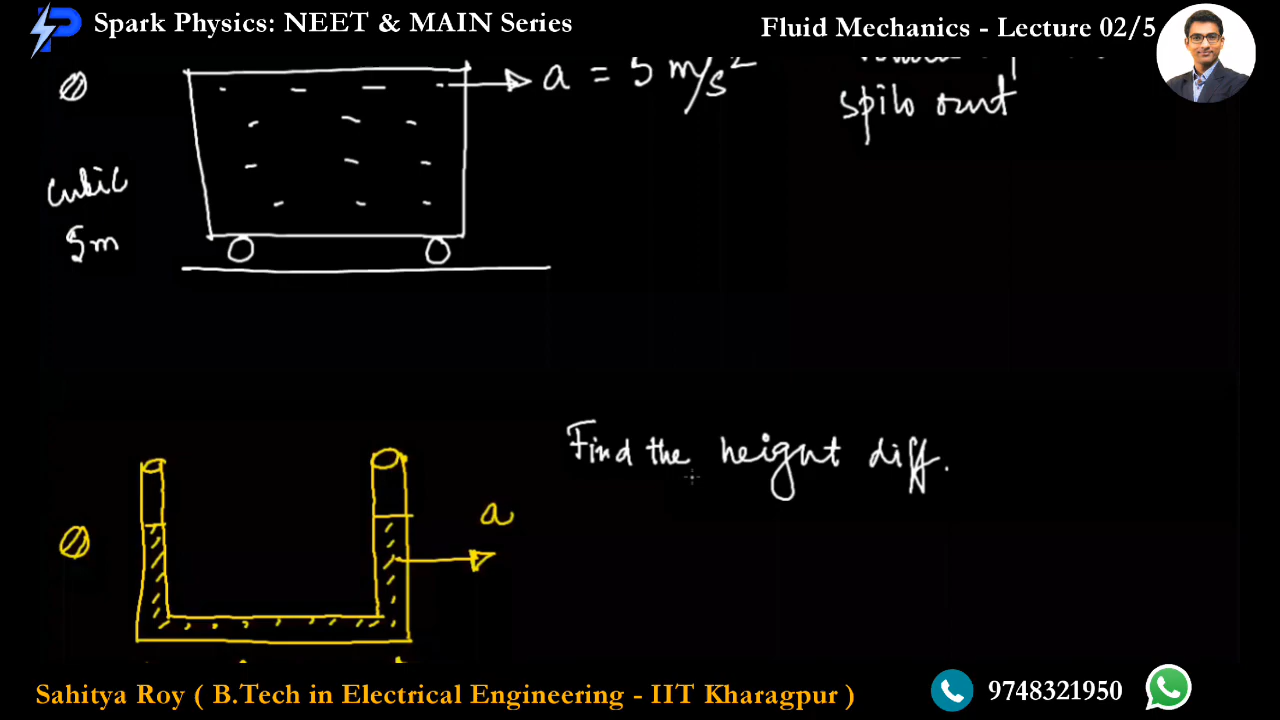 Spark Physics: NEET & MAIN Series
Fluid Mechanics - Lecture 02/5
a = 5 m/s²
spills out
cubic
5m
Find the height diff.
a
Sahitya Roy ( B.Tech in Electrical Engineering - IIT Kharagpur )
9748321950